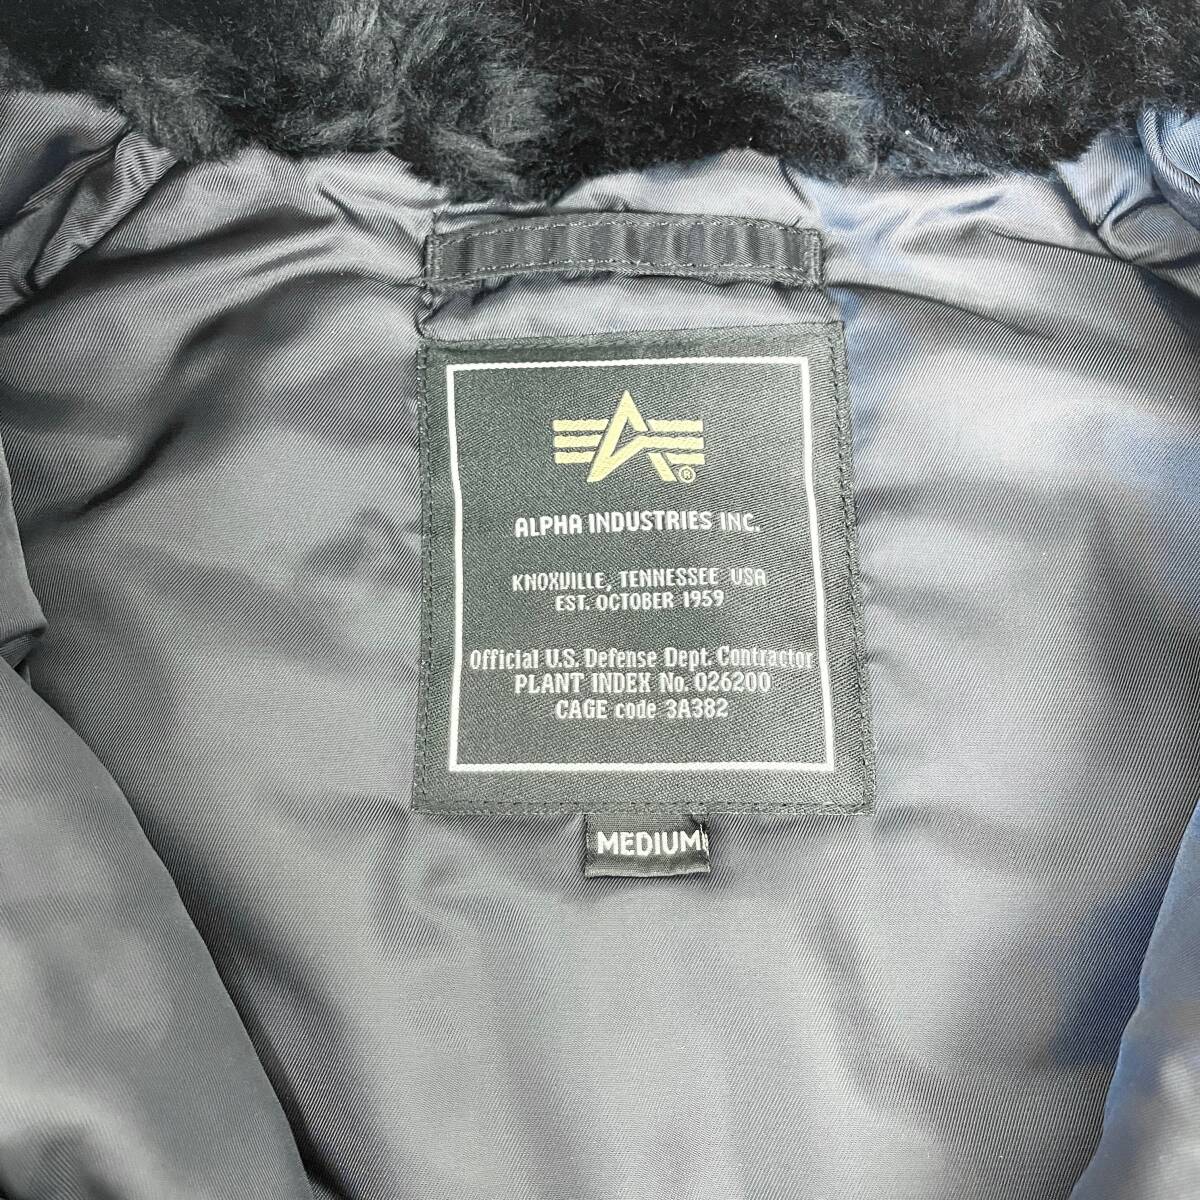 ®
ALPHA INDUSTRIES INC.
KNOXVILLE, TENNESSEE USA
EST. OCTOBER 1959
Official U.S. Defense Dept. Contractor
PLANT INDEX No. 026200
CAGE code 3A382
MEDIUM